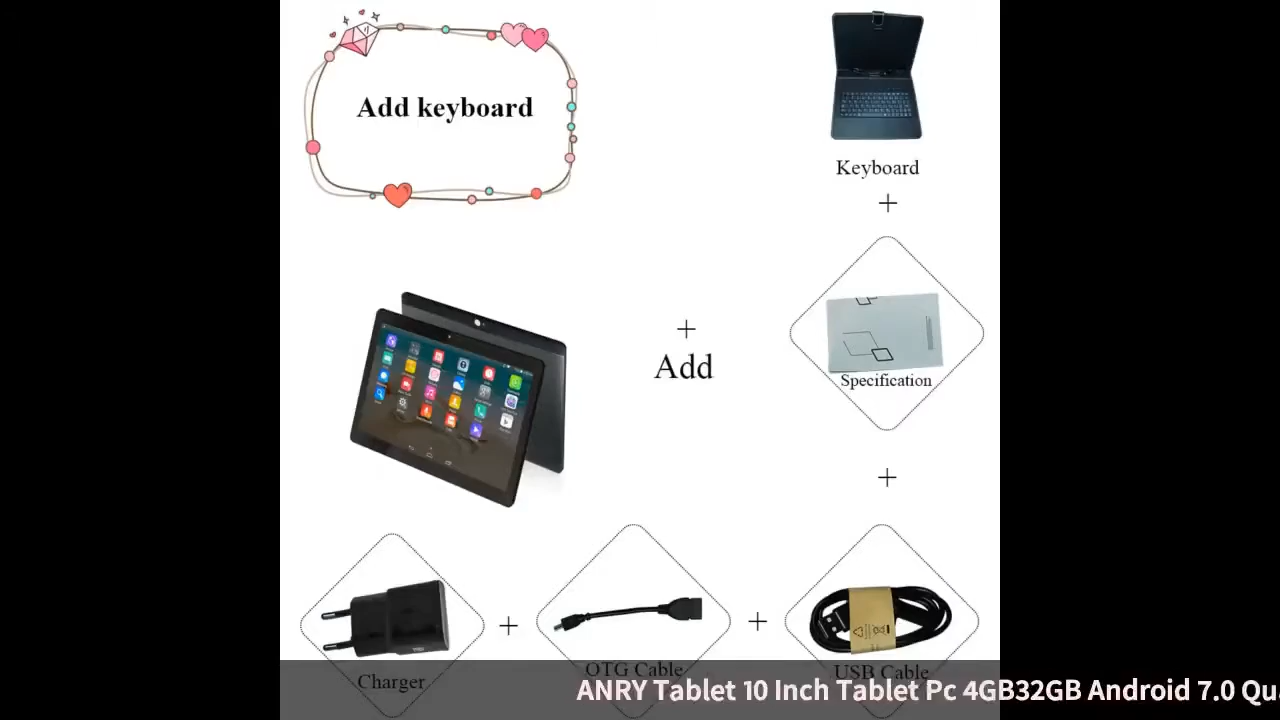 Add keyboard
Keyboard
+
+
Add
Specification
+
+
+
Charger
OTG Cable
USB Cable
ANRY Tablet 10 Inch Tablet Pc 4GB32GB Android 7.0 Qu